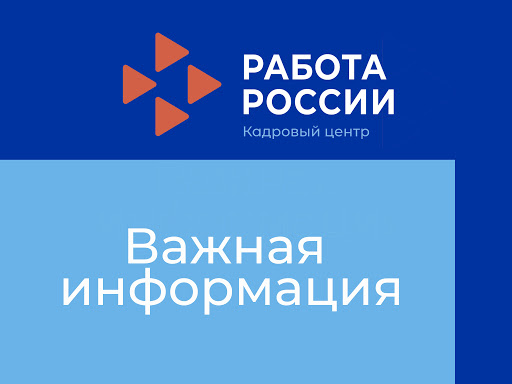 РАБОТА
РОССИИ
Кадровый центр
Важная
информация